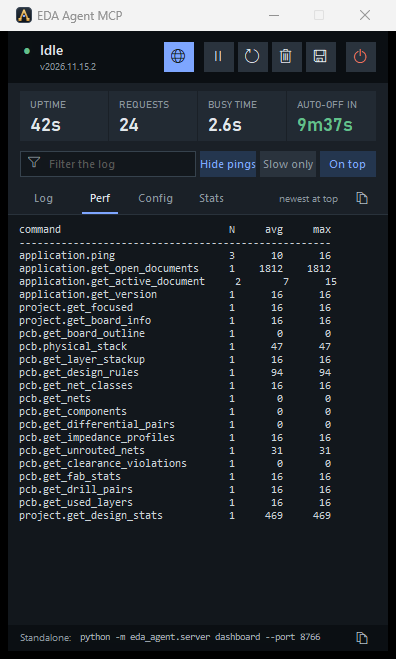 EDA Agent MCP
Idle
v2026.11.15.2
UPTIME REQUESTS BUSY TIME AUTO-OFF IN
42s 24 2.6s 9m37s
Filter the log Hide pings Slow only On top
Log Perf Config Stats newest at top
command N avg max
--------------------------------------------------
application.ping 3 10 16
application.get_open_documents 1 1812 1812
application.get_active_document 2 7 15
application.get_version 1 16 16
project.get_focused 1 16 16
project.get_board_info 1 16 16
pcb.get_board_outline 1 0 0
pcb.physical_stack 1 47 47
pcb.get_layer_stackup 1 16 16
pcb.get_design_rules 1 94 94
pcb.get_net_classes 1 16 16
pcb.get_nets 1 0 0
pcb.get_components 1 0 0
pcb.get_differential_pairs 1 0 0
pcb.get_impedance_profiles 1 16 16
pcb.get_unrouted_nets 1 31 31
pcb.get_clearance_violations 1 0 0
pcb.get_fab_stats 1 16 16
pcb.get_drill_pairs 1 16 16
pcb.get_used_layers 1 16 16
project.get_design_stats 1 469 469
Standalone: python -m eda_agent.server dashboard --port 8766